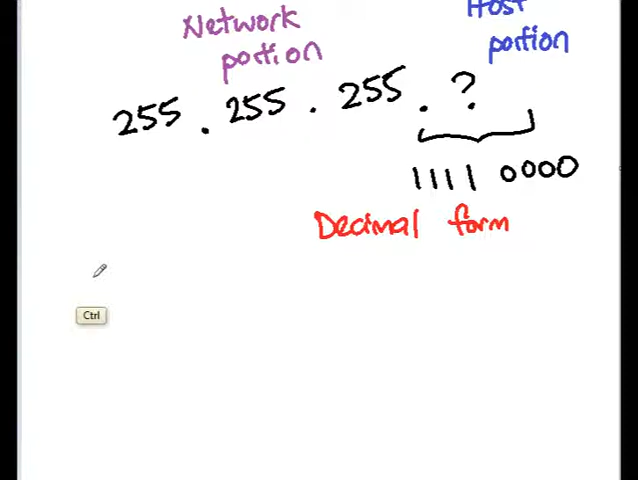 Network
portion
Host
portion
255 . 255 . 255 . ?
1111 0000
Decimal form
Ctrl